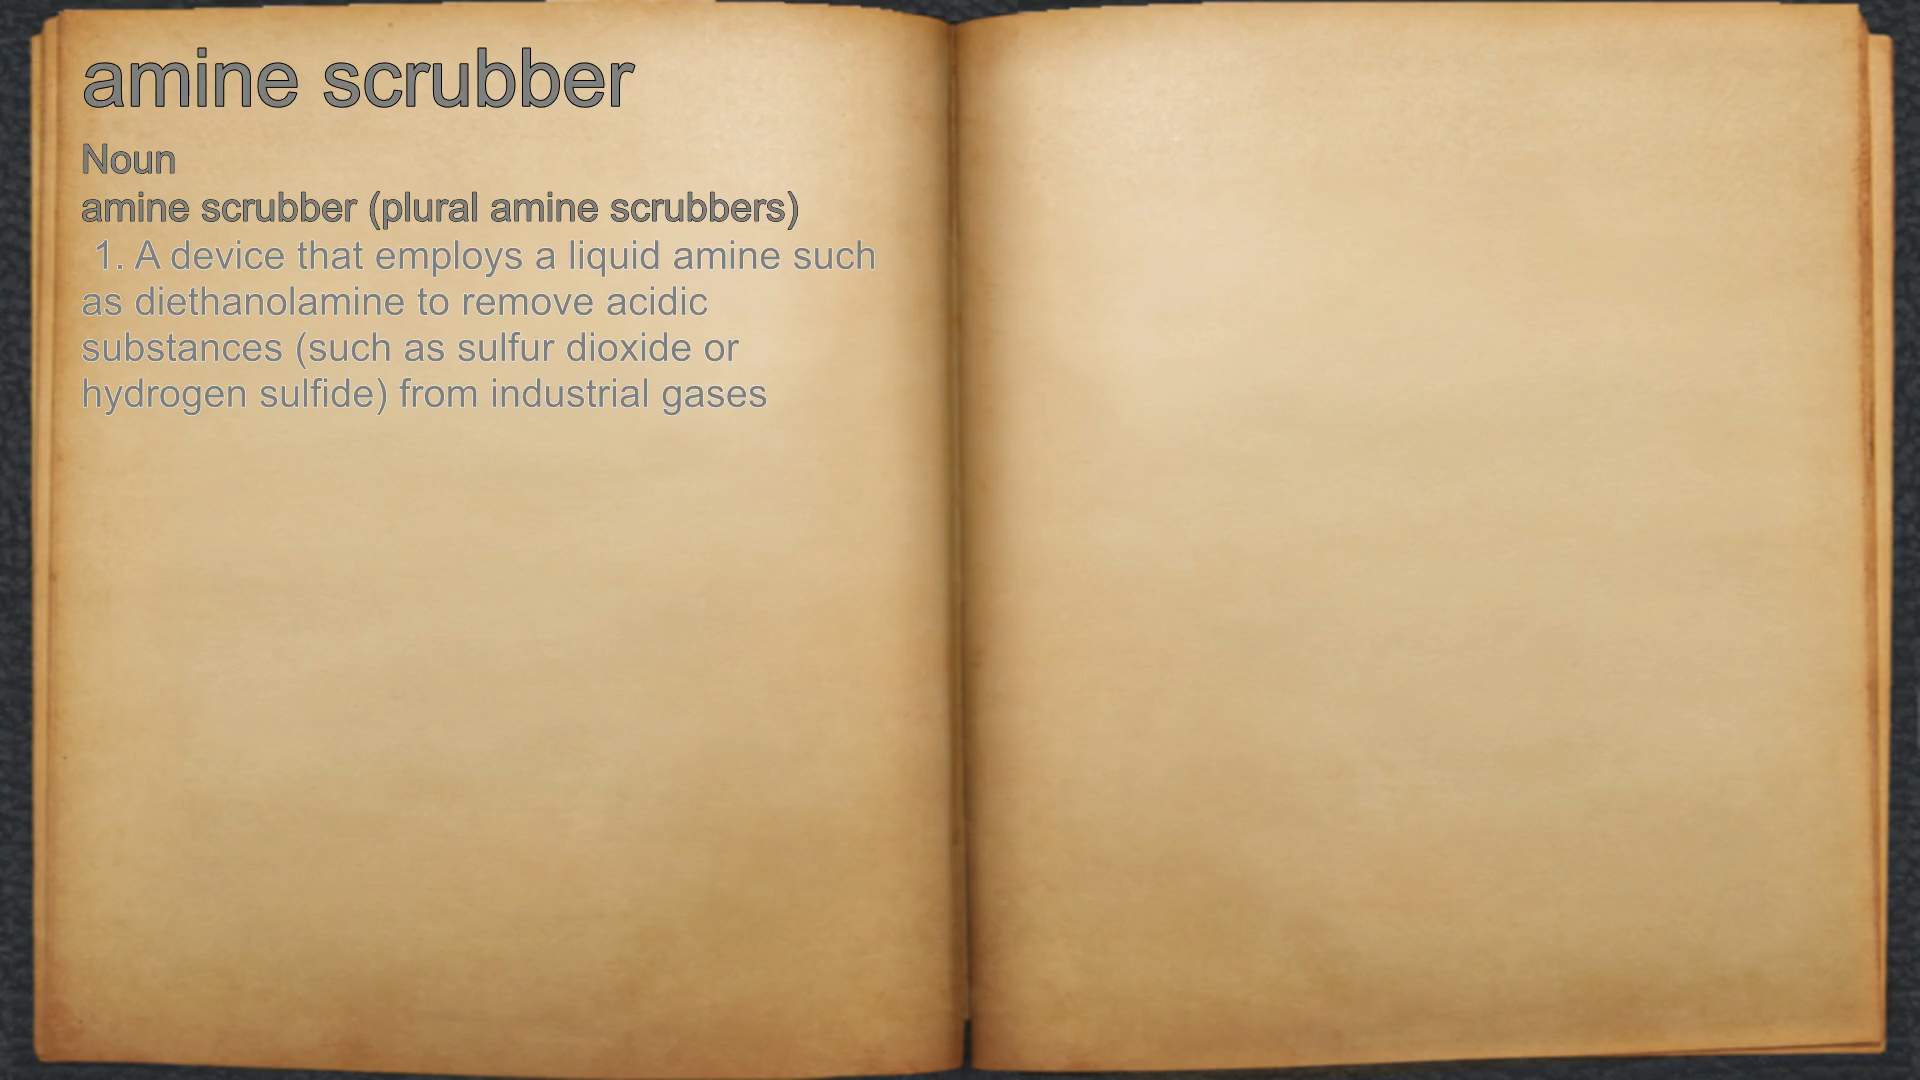 amine scrubber
Noun
amine scrubber (plural amine scrubbers)
1. A device that employs a liquid amine such
as diethanolamine to remove acidic
substances (such as sulfur dioxide or
hydrogen sulfide) from industrial gases